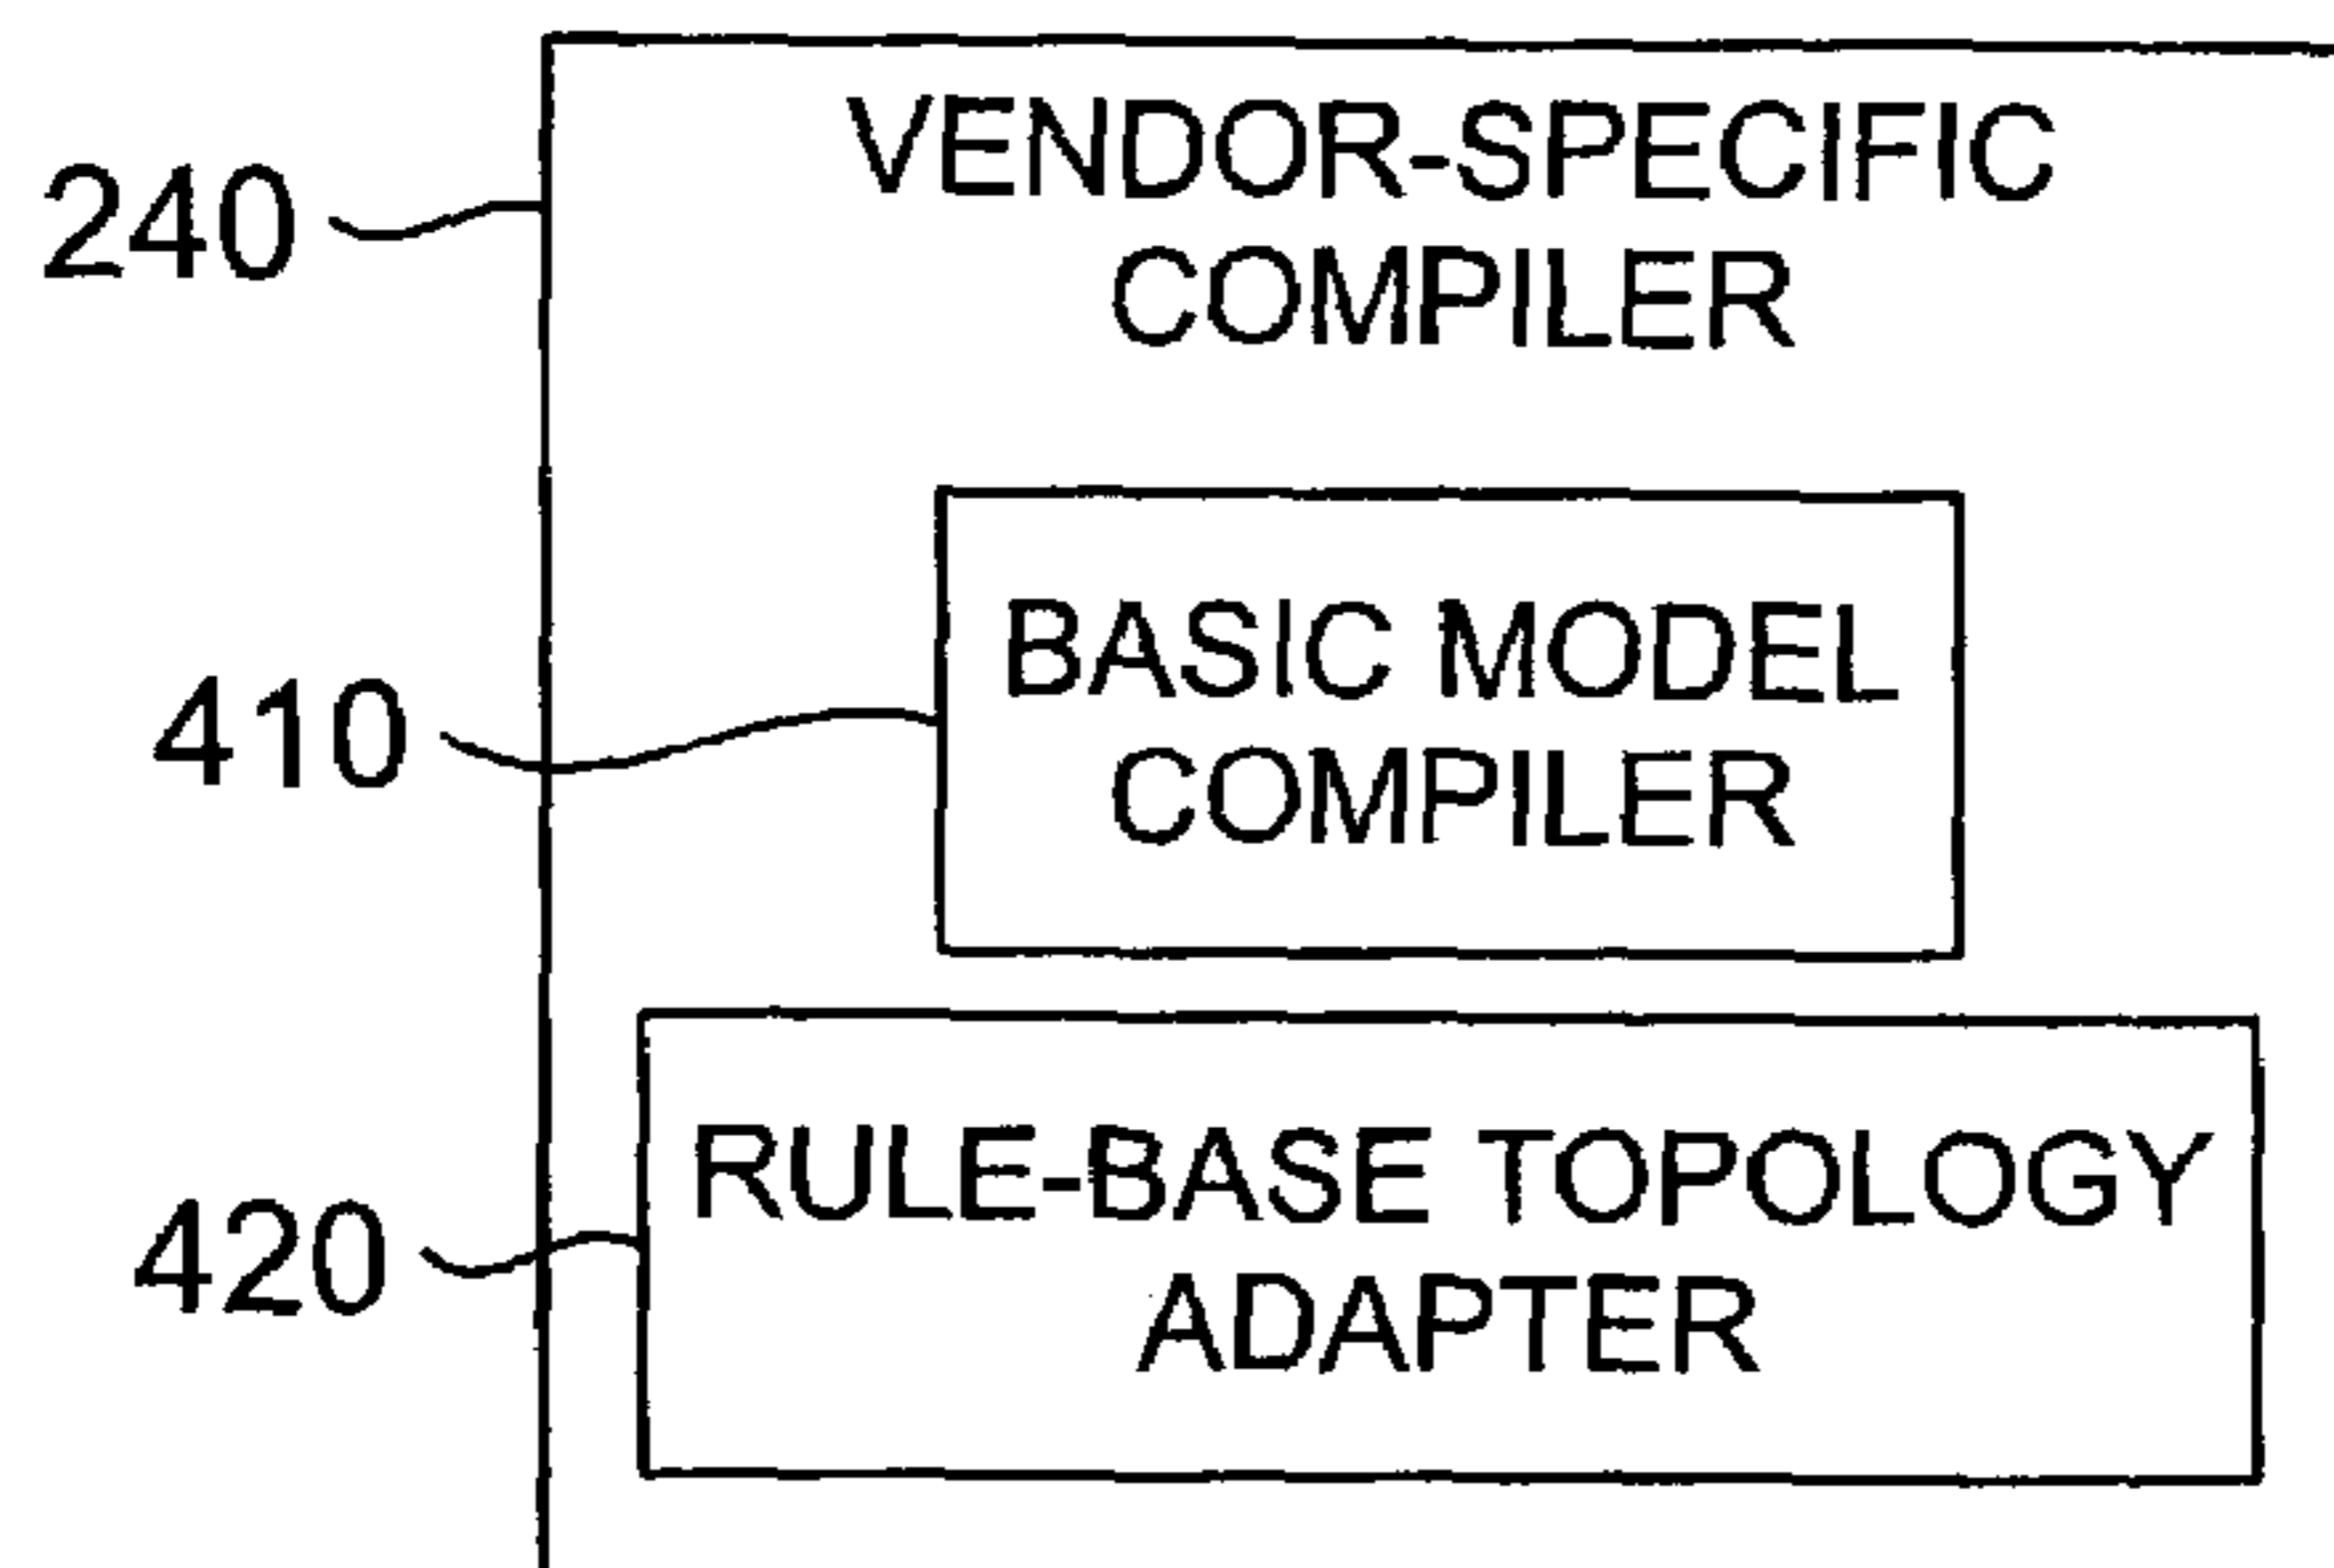 VENDOR-SPECIFIC
COMPILER
240
BASIC MODEL
COMPILER
410
RULE-BASE TOPOLOGY
ADAPTER
420